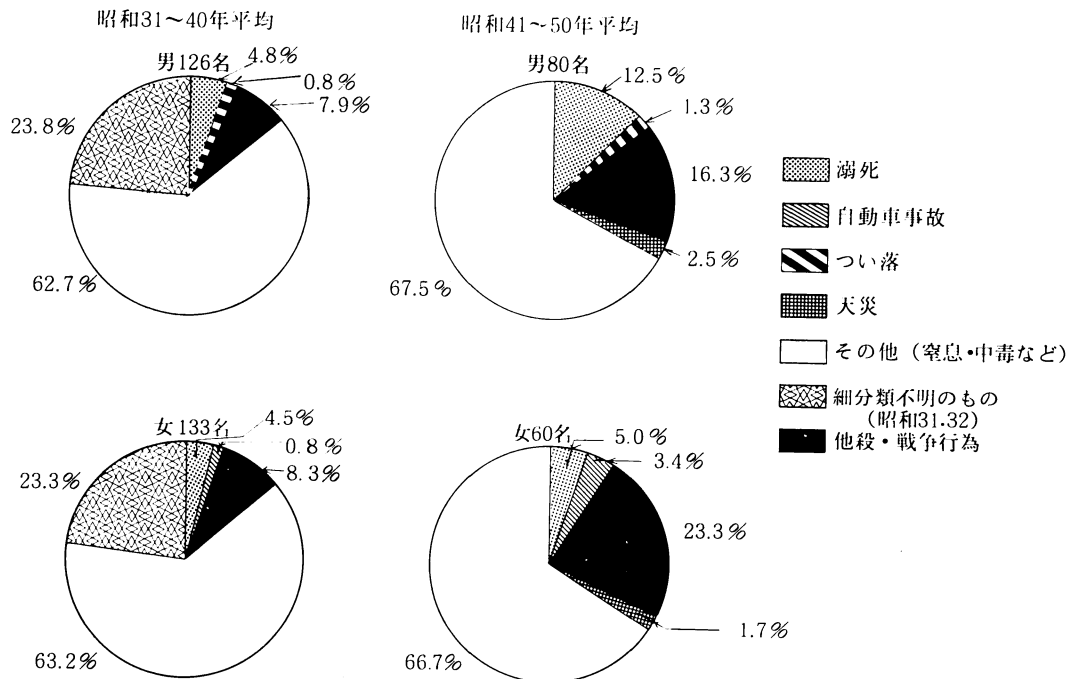 昭和31～40年平均
男126名
4.8%
0.8%
7.9%
23.8%
62.7%
昭和41～50年平均
男80名
12.5%
1.3%
16.3%
2.5%
67.5%
女133名
4.5%
0.8%
8.3%
23.3%
63.2%
女60名
5.0%
3.4%
23.3%
1.7%
66.7%
溺死
自動車事故
つい落
天災
その他（窒息・中毒など）
細分類不明のもの
（昭和31.32）
他殺・戦争行為